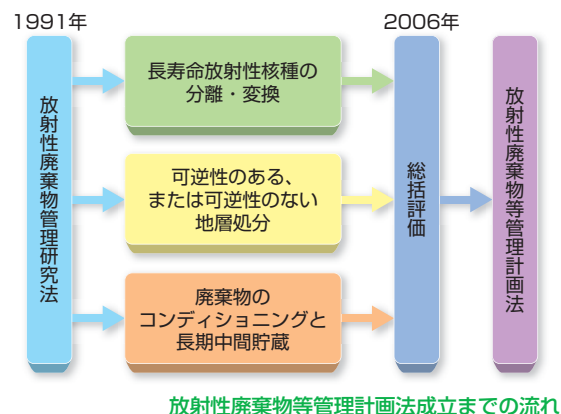 1991年
2006年
放射性廃棄物管理研究法
長寿命放射性核種の
分離・変換
可逆性のある、
または可逆性のない
地層処分
廃棄物の
コンディショニングと
長期中間貯蔵
総括評価
放射性廃棄物等管理計画法
放射性廃棄物等管理計画法成立までの流れ